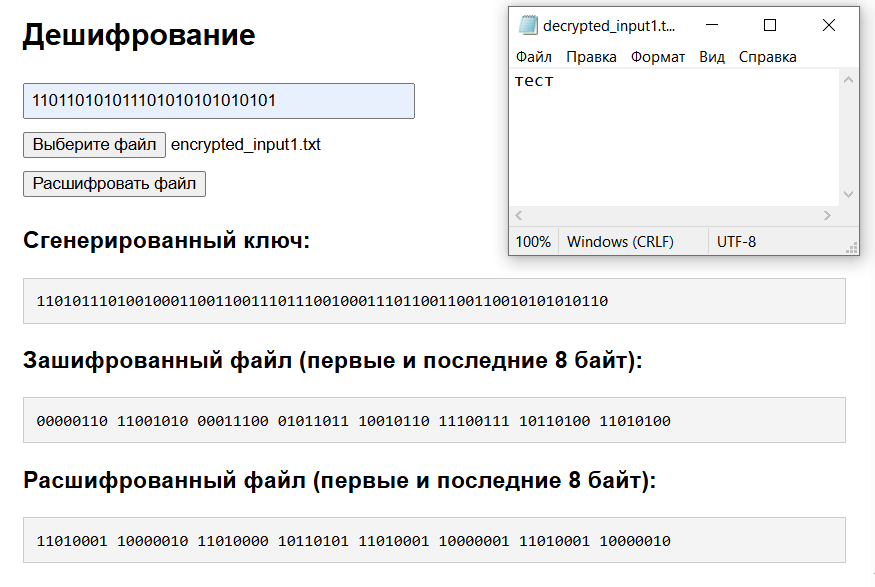 Дешифрование
110110101011101010101010101
Выберите файл encrypted_input1.txt
Расшифровать файл
Сгенерированный ключ:
1101011101001000110011001110111001000111011001100110010101010110
Зашифрованный файл (первые и последние 8 байт):
00000110 11001010 00011100 01011011 10010110 11100111 10110100 11010100
Расшифрованный файл (первые и последние 8 байт):
11010001 10000010 11010000 10110101 11010001 10000001 11010001 10000010
decrypted_input1.t...
Файл Правка Формат Вид Справка
тест
100% Windows (CRLF) UTF-8